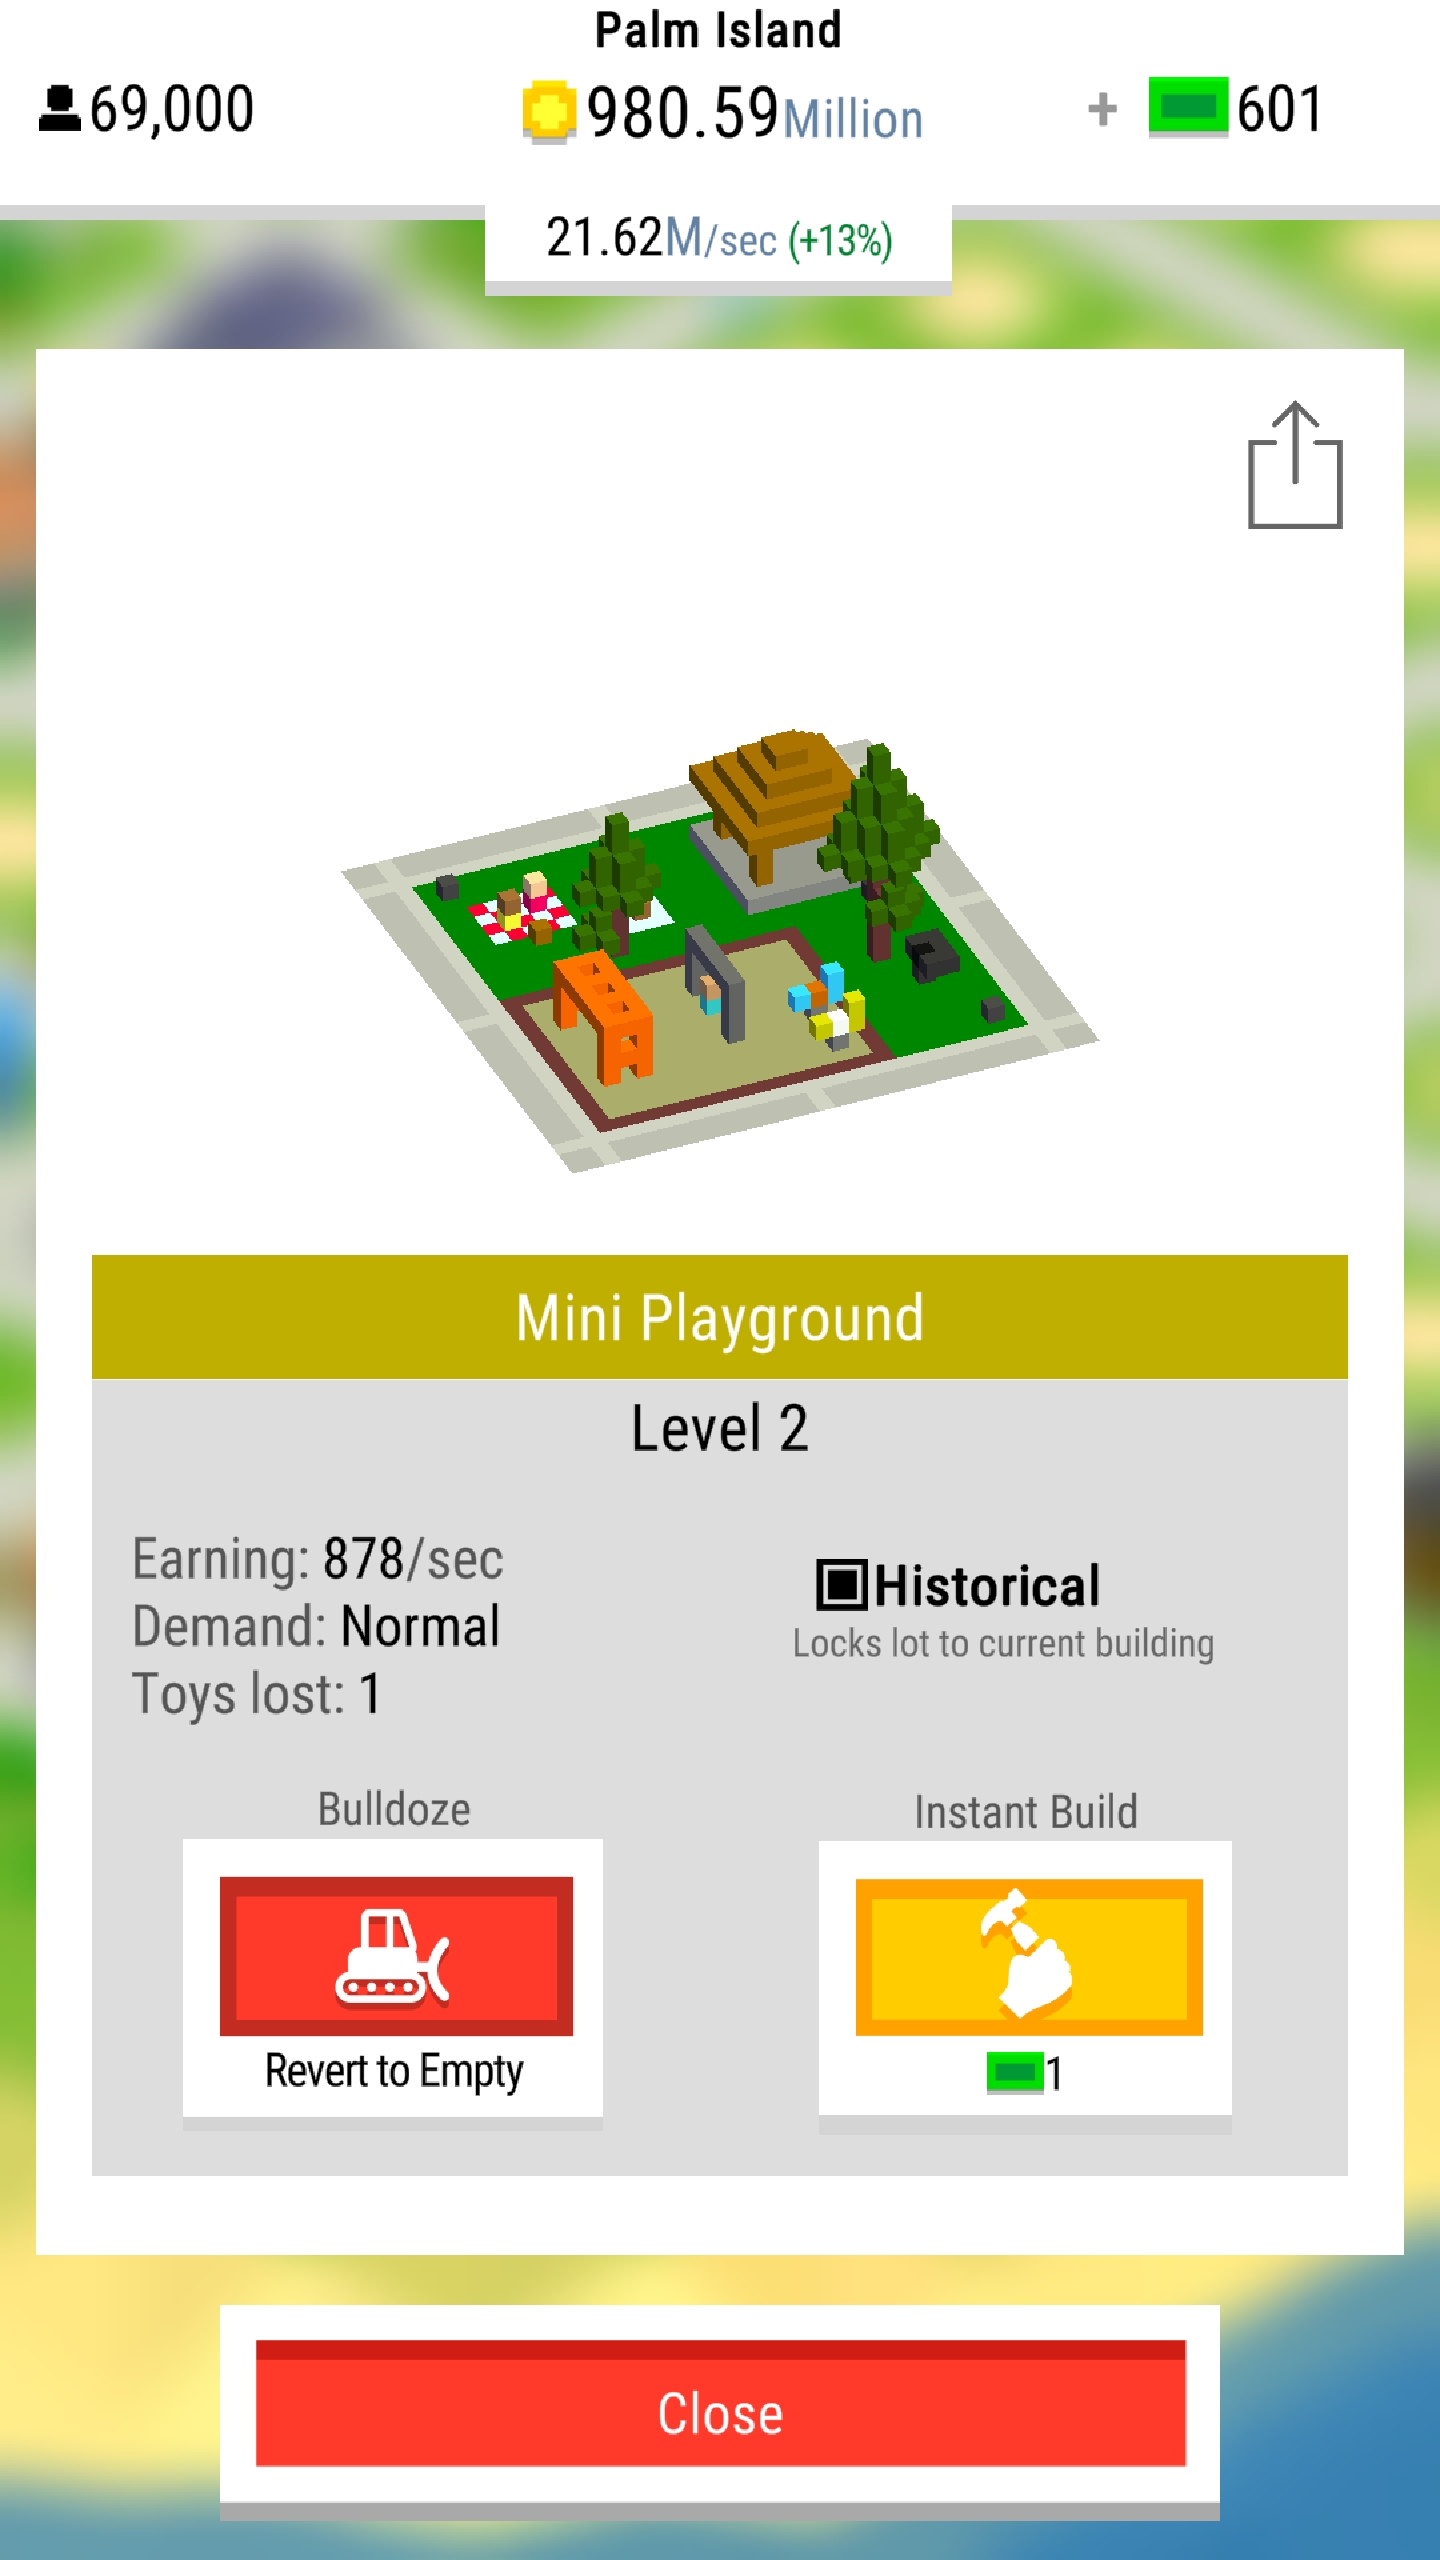 Palm Island
69,000
980.59Million
+ 601
21.62M/sec (+13%)
Mini Playground
Level 2
Earning: 878/sec
Demand: Normal
Toys lost: 1
Historical
Locks lot to current building
Bulldoze
Revert to Empty
Instant Build
1
Close